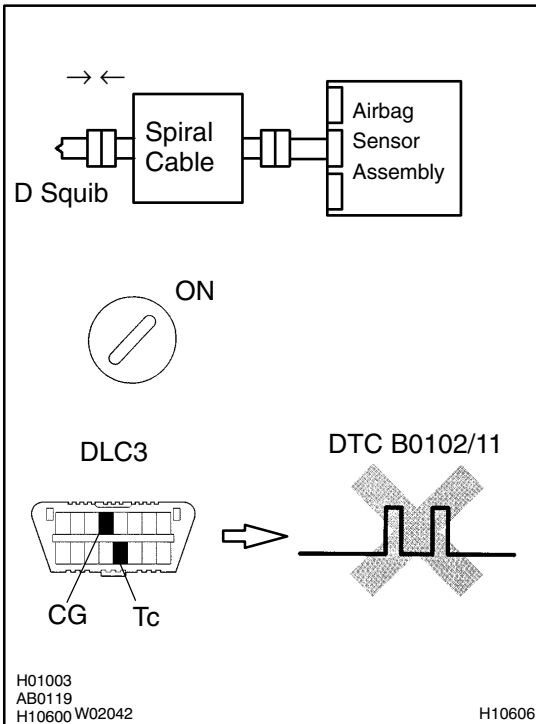 Spiral
Cable
D Squib
Airbag
Sensor
Assembly
ON
DLC3
DTC B0102/11
CG
Tc
H01003
AB0119
H10600 W02042
H10606